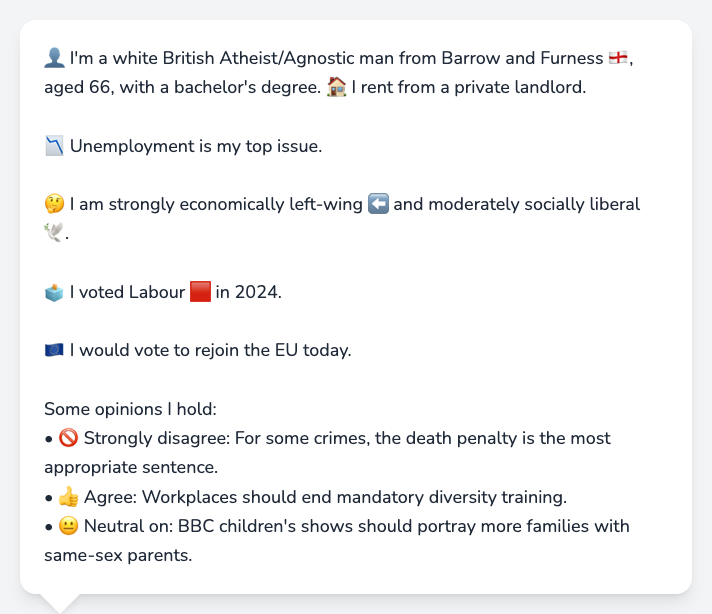 👤 I'm a white British Atheist/Agnostic man from Barrow and Furness 🏴󠁧󠁢󠁥󠁮󠁧󠁿,
aged 66, with a bachelor's degree. 🏠 I rent from a private landlord.
📉 Unemployment is my top issue.
🤔 I am strongly economically left-wing ⬅️ and moderately socially liberal
🕊️.
🗳️ I voted Labour 🟥 in 2024.
🇪🇺 I would vote to rejoin the EU today.
Some opinions I hold:
• 🚫 Strongly disagree: For some crimes, the death penalty is the most
appropriate sentence.
• 👍 Agree: Workplaces should end mandatory diversity training.
• 😐 Neutral on: BBC children's shows should portray more families with
same-sex parents.